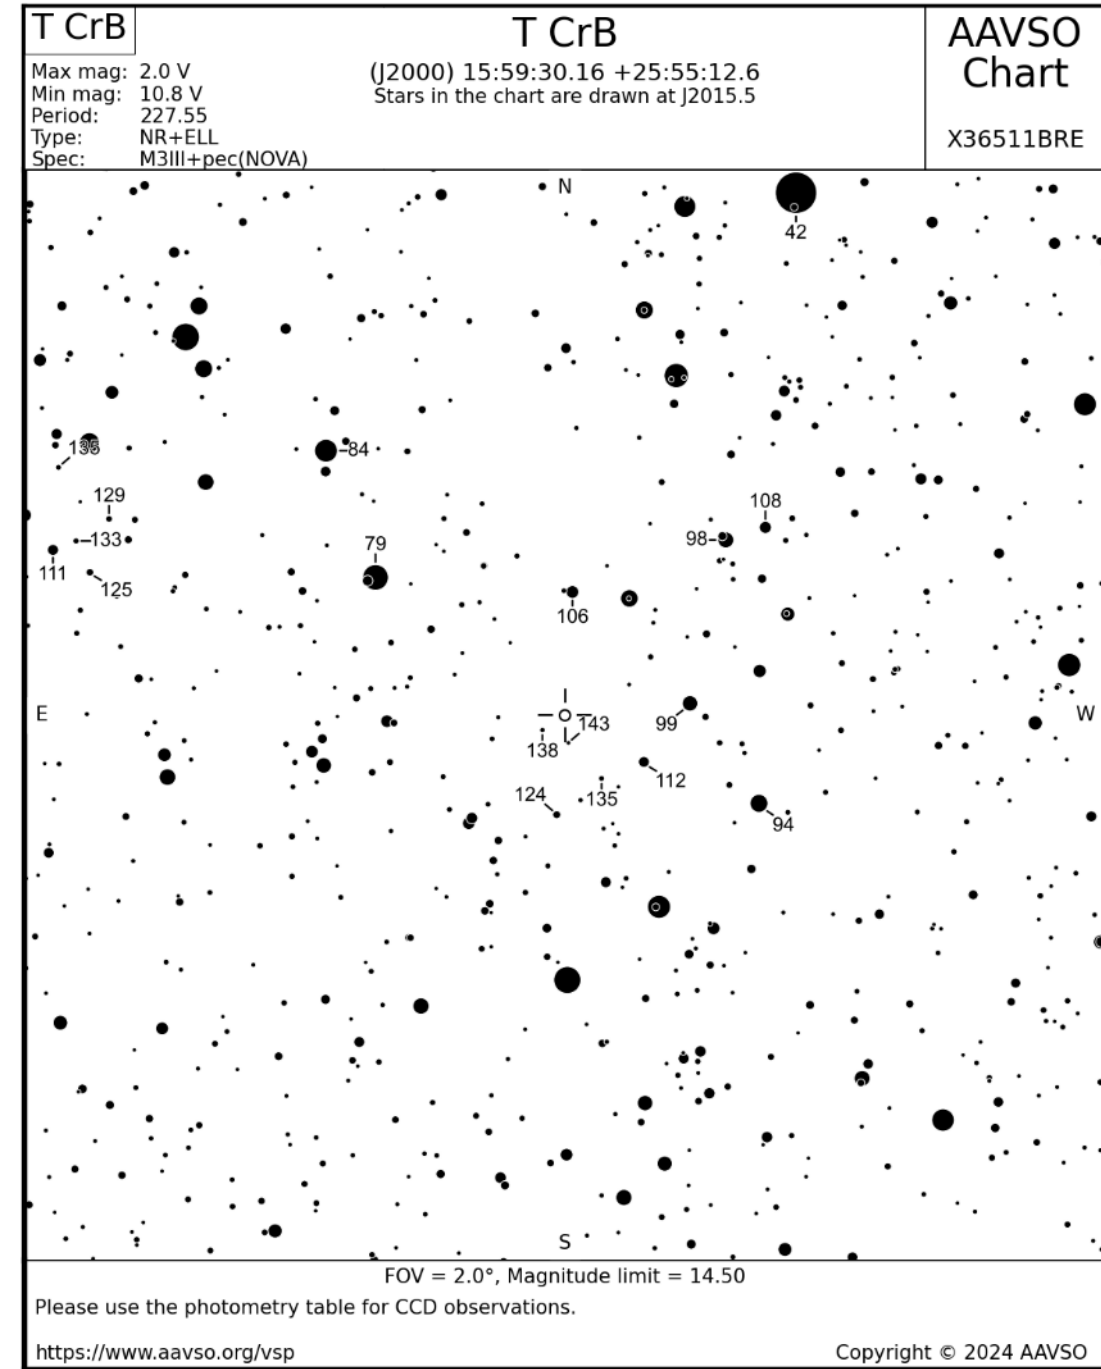 T CrB
Max mag: 2.0 V
Min mag: 10.8 V
Period: 227.55
Type: NR+ELL
Spec: M3III+pec(NOVA)
T CrB
(J2000) 15:59:30.16 +25:55:12.6
Stars in the chart are drawn at J2015.5
AAVSO
Chart
X36511BRE
N
42
84
129
108
133
98
79
111
125
106
E
W
143
99
138
112
124
135
94
S
FOV = 2.0°, Magnitude limit = 14.50
Please use the photometry table for CCD observations.
https://www.aavso.org/vsp
Copyright © 2024 AAVSO